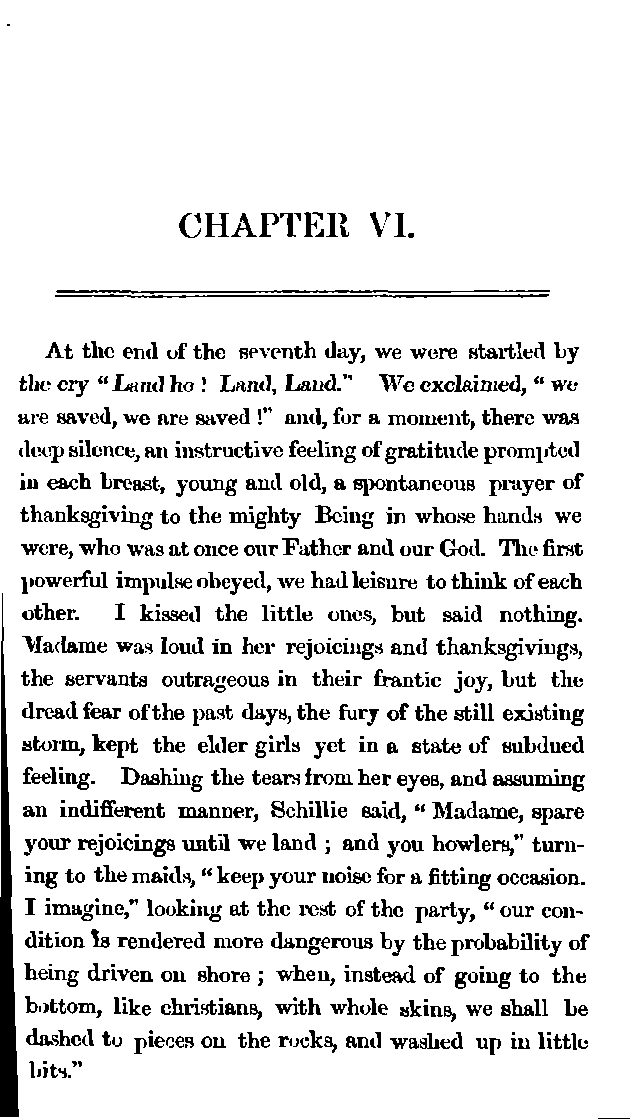 CHAPTER VI.
At the end of the seventh day, we were startled by
the cry “Land ho! Land, Land.” We exclaimed, “we
are saved, we are saved!” and, for a moment, there was
deep silence, an instructive feeling of gratitude prompted
in each breast, young and old, a spontaneous prayer of
thanksgiving to the mighty Being in whose hands we
were, who was at once our Father and our God. The first
powerful impulse obeyed, we had leisure to think of each
other. I kissed the little ones, but said nothing.
Madame was loud in her rejoicings and thanksgivings,
the servants outrageous in their frantic joy, but the
dread fear of the past days, the fury of the still existing
storm, kept the elder girls yet in a state of subdued
feeling. Dashing the tears from her eyes, and assuming
an indifferent manner, Schillie said, “Madame, spare
your rejoicings until we land; and you howlers,” turn-
ing to the maids, “keep your noise for a fitting occasion.
I imagine,” looking at the rest of the party, “our con-
dition is rendered more dangerous by the probability of
being driven on shore; when, instead of going to the
bottom, like christians, with whole skins, we shall be
dashed to pieces on the rocks, and washed up in little
bits.”